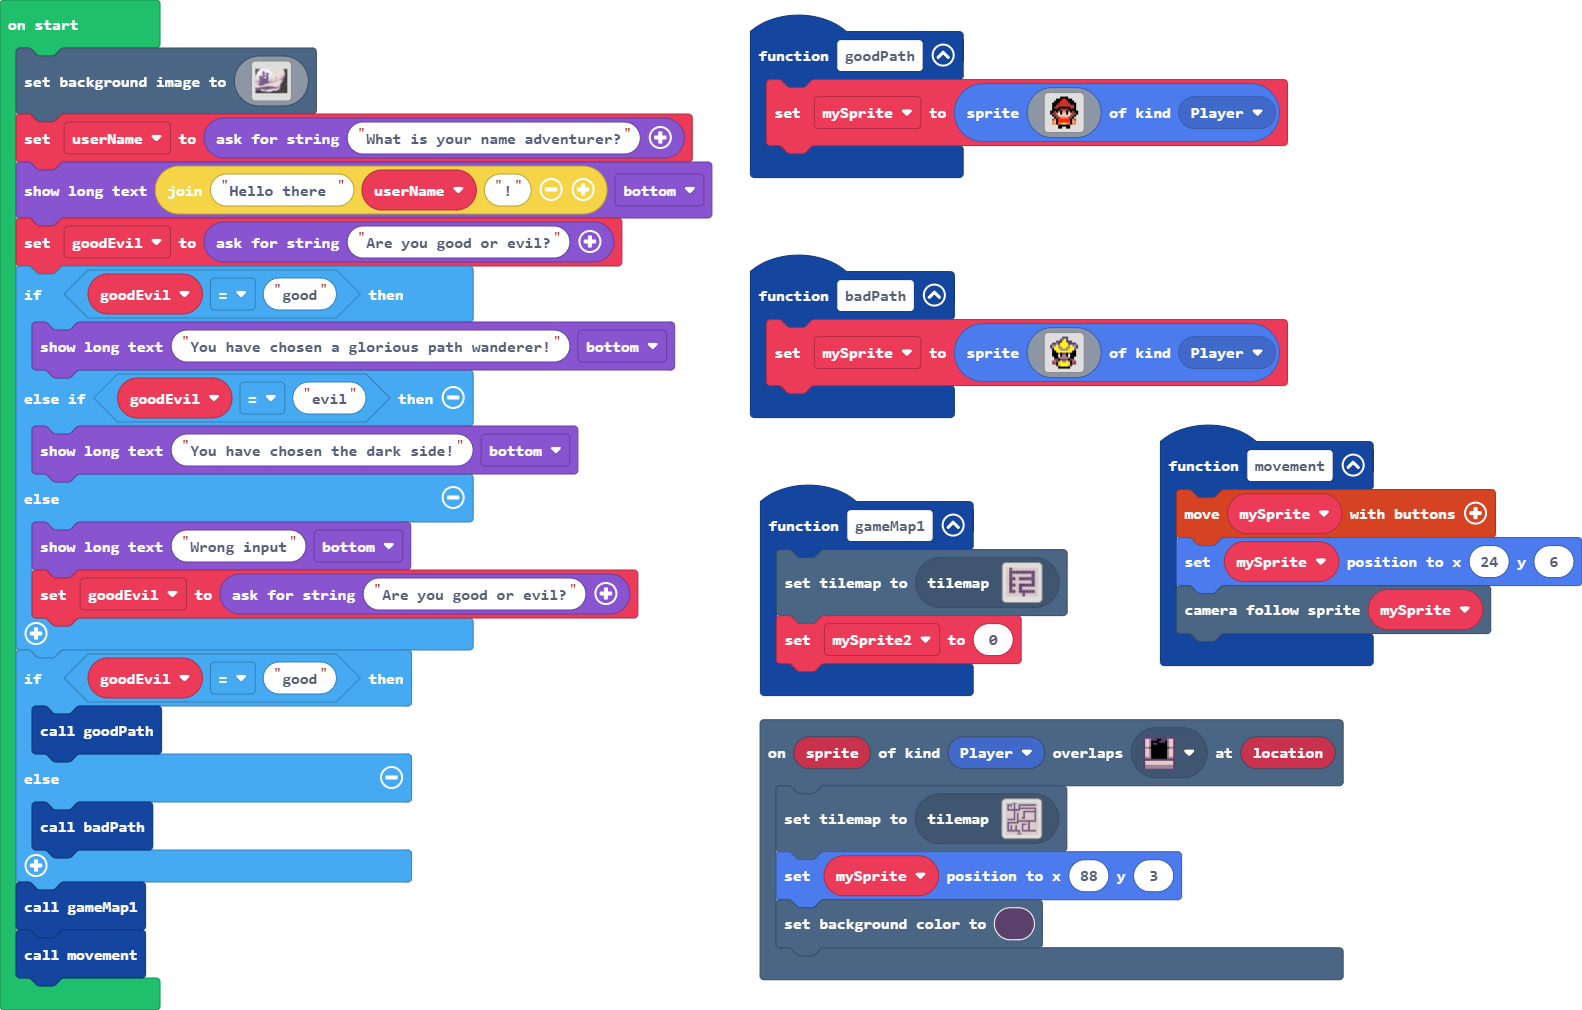 on start
set background image to
set userName to ask for string "What is your name adventurer?"
show long text join "Hello there " userName "!" bottom
set goodEvil to ask for string "Are you good or evil?"
if goodEvil = "good" then
show long text "You have chosen a glorious path wanderer!" bottom
else if goodEvil = "evil" then
show long text "You have chosen the dark side!" bottom
else
show long text "Wrong input" bottom
set goodEvil to ask for string "Are you good or evil?"
if goodEvil = "good" then
call goodPath
else
call badPath
call gameMap1
call movement
function goodPath
set mySprite to sprite of kind Player
function badPath
set mySprite to sprite of kind Player
function movement
move mySprite with buttons
set mySprite position to x 24 y 6
camera follow sprite mySprite
function gameMap1
set tilemap to tilemap
set mySprite2 to 0
on sprite of kind Player overlaps at location
set tilemap to tilemap
set mySprite position to x 88 y 3
set background color to